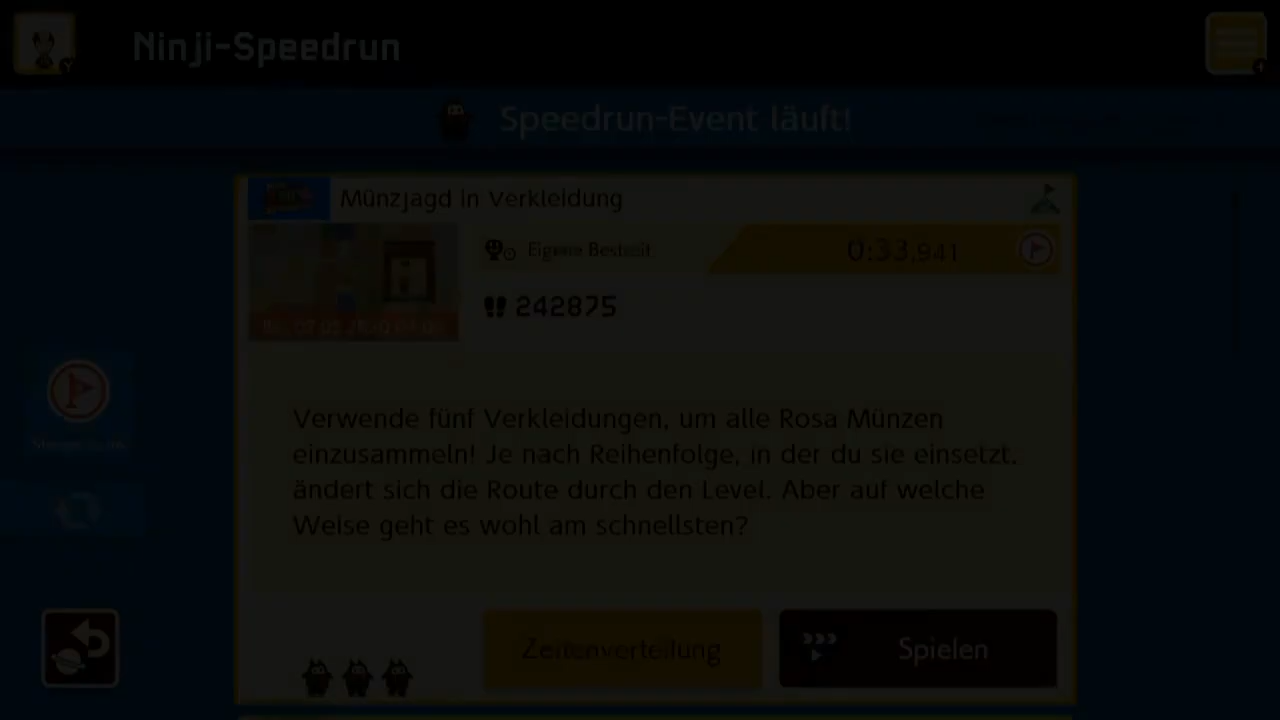 Ninji-Speedrun
Speedrun-Event läuft!
Münzjagd in Verkleidung
Eigene Bestzeit
0:33,941
242875
Verwende fünf Verkleidungen, um alle Rosa Münzen
einzusammeln! Je nach Reihenfolge, in der du sie einsetzt,
ändert sich die Route durch den Level. Aber auf welche
Weise geht es wohl am schnellsten?
Zeitenverteilung
Spielen